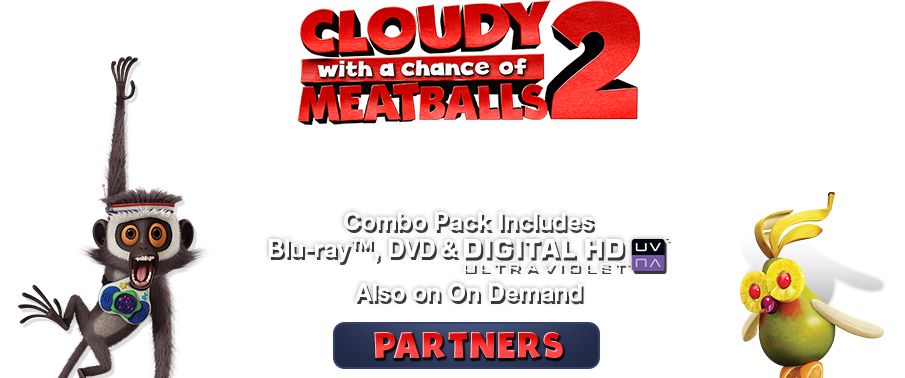 CLOUDY
with a chance of
MEATBALLS 2
Combo Pack Includes
Blu-ray™, DVD & DIGITAL HD UV
ULTRAVIOLET
Also on On Demand
PARTNERS